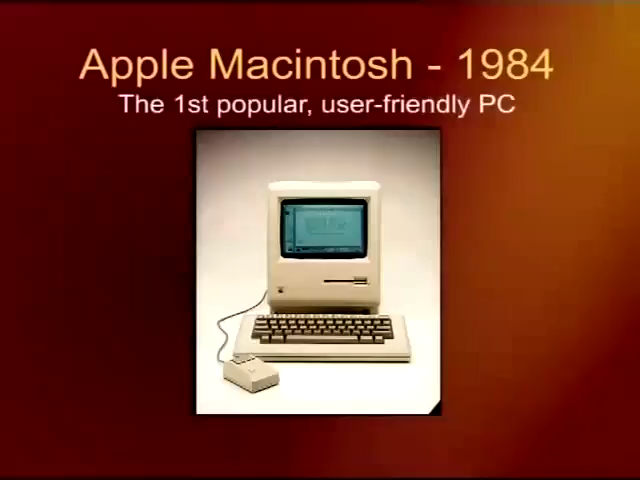 Apple Macintosh - 1984
The 1st popular, user-friendly PC